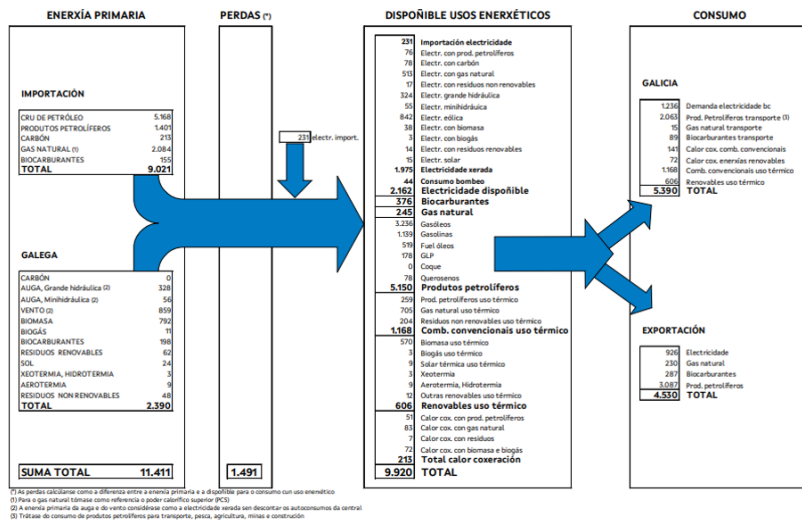 ENERXÍA PRIMARIA
PERDAS (*)
DISPOÑIBLE USOS ENERXÉTICOS
CONSUMO
IMPORTACIÓN
CRU DE PETRÓLEO 5.168
PRODUTOS PETROLÍFEROS 1.401
CARBÓN 213
GAS NATURAL (1) 2.084
BIOCARBURANTES 155
TOTAL 9.021
GALEGA
CARBÓN 0
AUGA, Grande hidráulica (2) 328
AUGA, Minihidráulica (2) 56
VENTO (2) 859
BIOMASA 792
BIOGÁS 11
BIOCARBURANTES 198
RESIDUOS RENOVABLES 62
SOL 24
XEOTERMIA, HIDROTERMIA 3
AEROTERMIA 9
RESIDUOS NON RENOVABLES 48
TOTAL 2.390
SUMA TOTAL 11.411
231 electr. import.
1.491
231 Importación electricidade
76 Electr. con prod. petrolíferos
78 Electr. con carbón
513 Electr. con gas natural
17 Electr. con residuos non renovables
324 Electr. grande hidráulica
55 Electr. minihidráuica
842 Electr. eólica
38 Electr. con biomasa
3 Electr. con biogás
14 Electr. con residuos renovables
15 Electr. solar
1.975 Electricidade xerada
44 Consumo bombeo
2.162 Electricidade dispoñible
376 Biocarburantes
245 Gas natural
3.236 Gasóleos
1.139 Gasolinas
519 Fuel óleos
178 GLP
0 Coque
78 Querosenos
5.150 Produtos petrolíferos
259 Prod. petrolíferos uso térmico
705 Gas natural uso térmico
204 Residuos non renovables uso térmico
1.168 Comb. convencionais uso térmico
570 Biomasa uso térmico
3 Biogás uso térmico
9 Solar térmica uso térmico
3 Xeotermia
9 Aerotermia, Hidrotermia
12 Outras renovables uso térmico
606 Renovables uso térmico
51 Calor cox. con prod. petrolíferos
83 Calor cox. con gas natural
7 Calor cox. con residuos
72 Calor cox. con biomasa e biogás
213 Total calor coxeración
9.920 TOTAL
GALICIA
1.236 Demanda electricidade bc
2.063 Prod. Petrolíferos transporte (3)
15 Gas natural transporte
89 Biocarburantes transporte
141 Calor cox. comb. convencionais
72 Calor cox. enerxías renovables
1.168 Comb. convencionais uso térmico
606 Renovables uso térmico
5.390 TOTAL
EXPORTACIÓN
926 Electricidade
230 Gas natural
287 Biocarburantes
3.087 Prod. petrolíferos
4.530 TOTAL
(*) As perdas calcúlanse como a diferenza entre a enerxía primaria e a dispoñible para o consumo cun uso enerxético
(1) Para o gas natural tómase como referencia o poder calorífico superior (PCS)
(2) A enerxía primaria da auga e do vento considérase como a electricidade xerada sen descontar os autoconsumos da central
(3) Trátase do consumo de produtos petrolíferos para transporte, pesca, agricultura, minas e construción